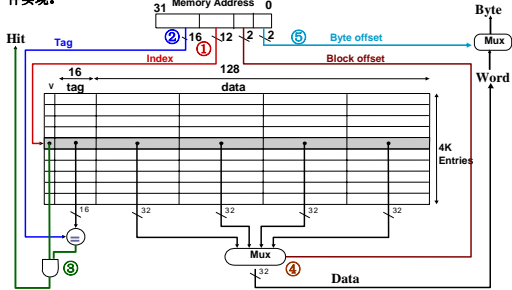 什实现。
Memory Address
31 0
Byte
Hit
② 16 ① 12 2 2 ⑤ Byte offset
Mux
Tag
Index
Block offset
Word
16 128
v tag data
4K
Entries
16 32 32 32 32
=
Mux
③ ④
32
Data